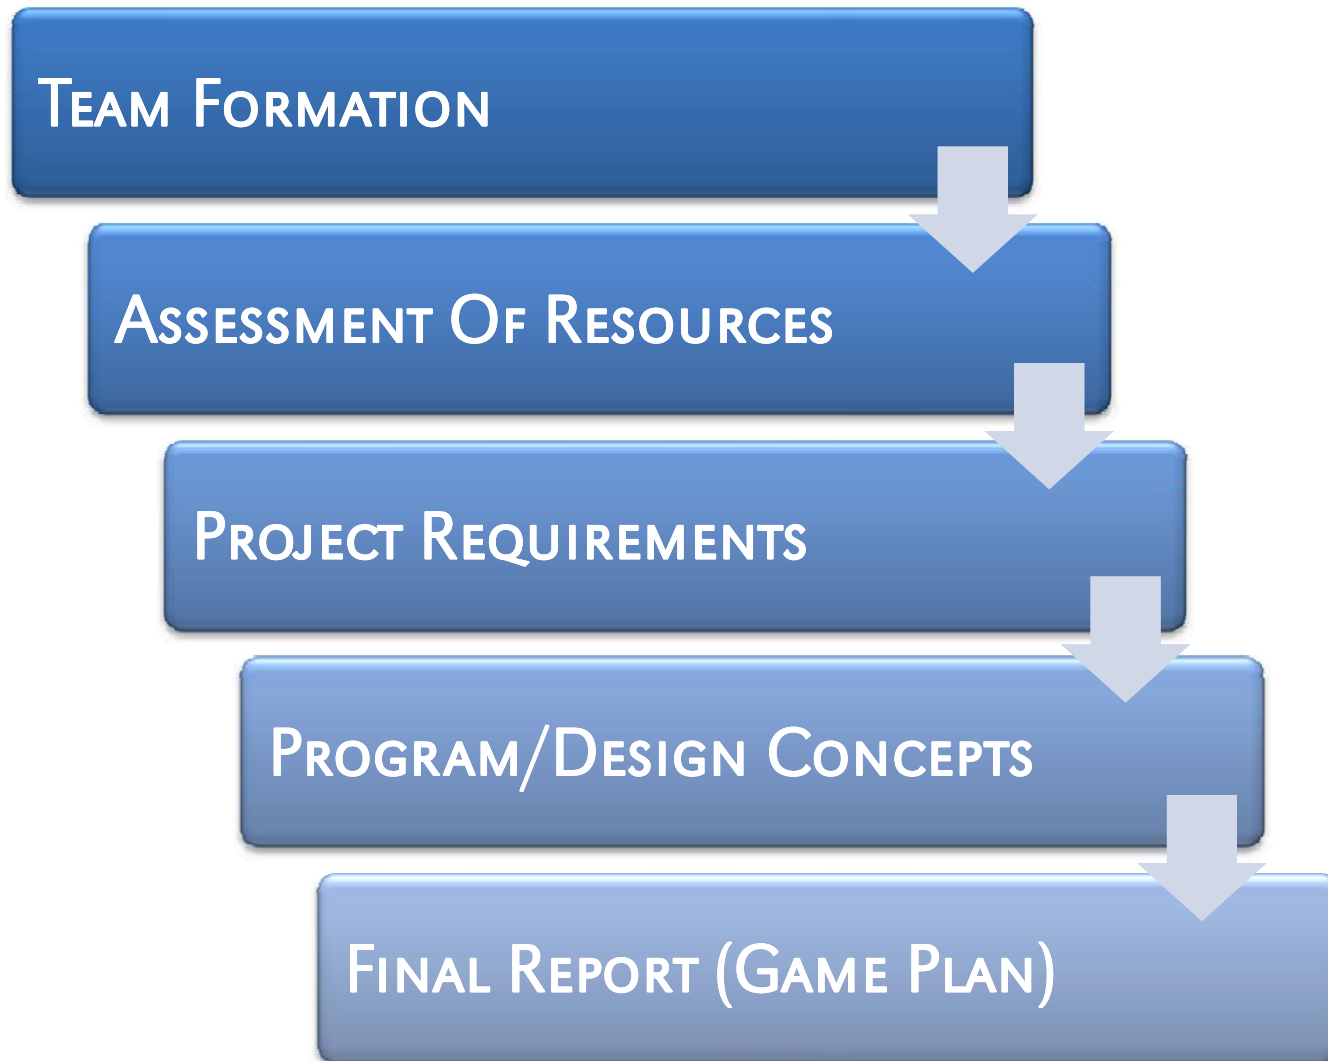 Team Formation
Assessment Of Resources
Project Requirements
Program/Design Concepts
Final Report (Game Plan)